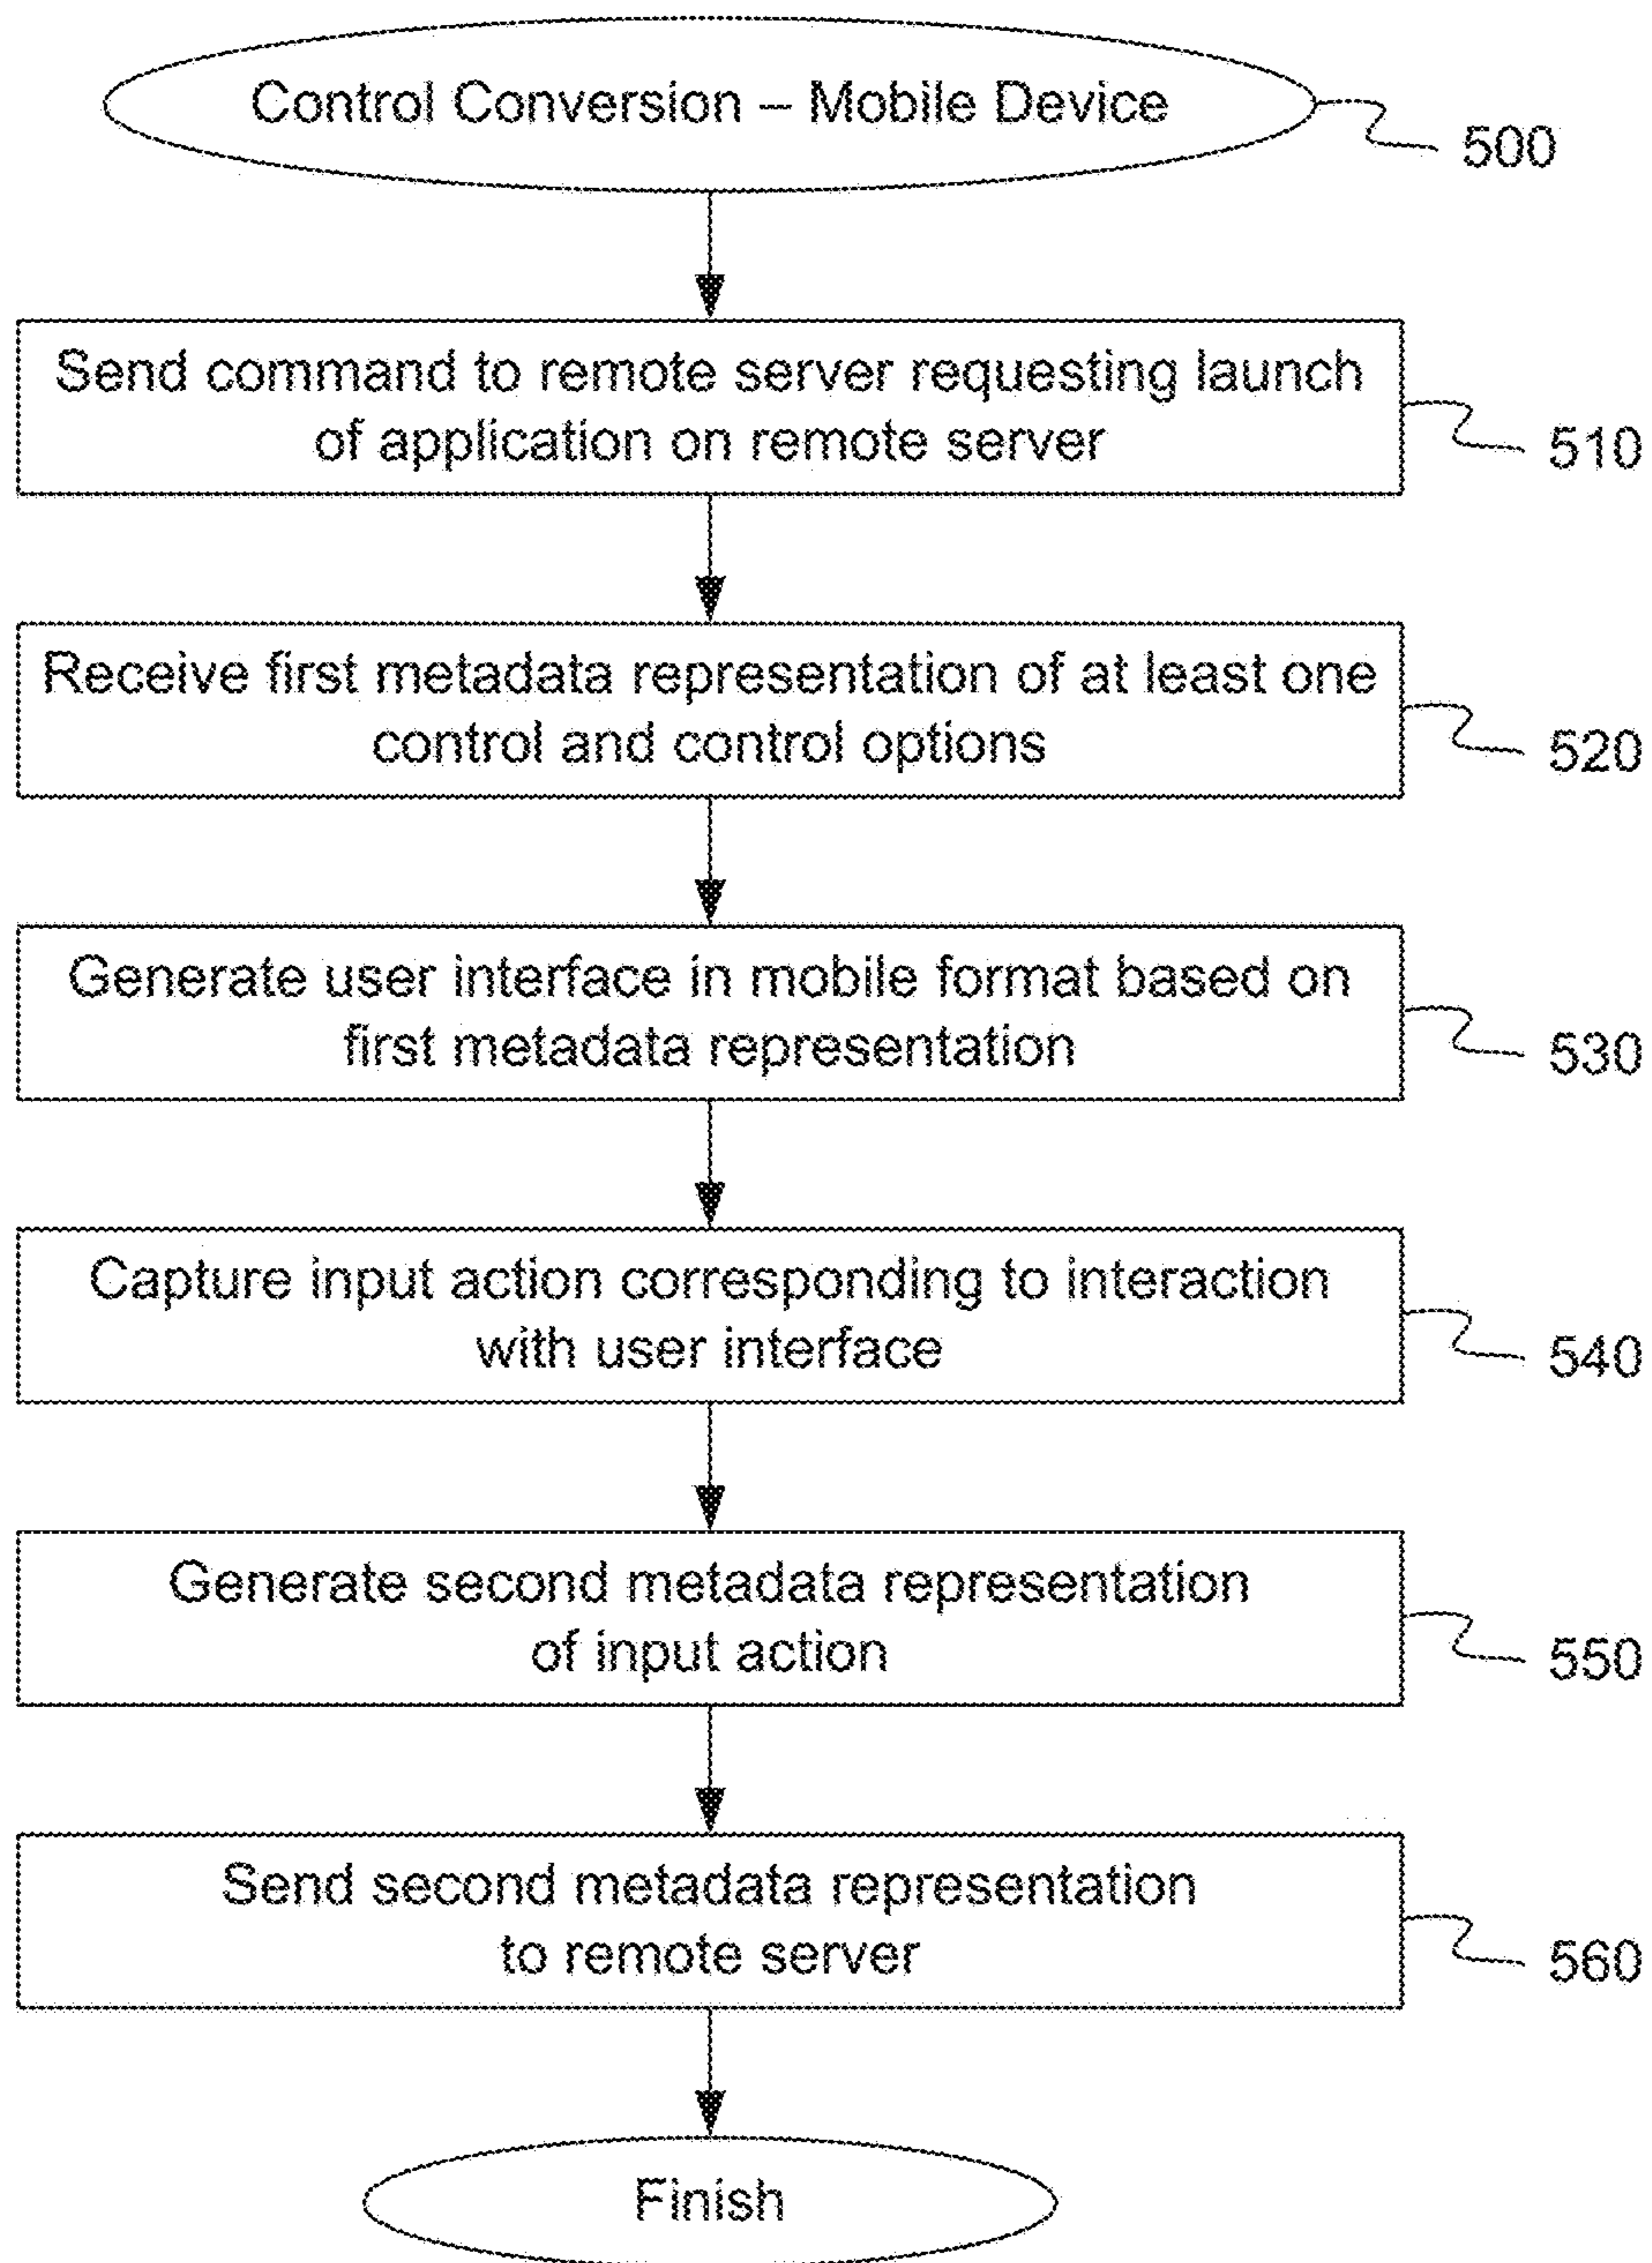 Control Conversion – Mobile Device
500
Send command to remote server requesting launch
of application on remote server
510
Receive first metadata representation of at least one
control and control options
520
Generate user interface in mobile format based on
first metadata representation
530
Capture input action corresponding to interaction
with user interface
540
Generate second metadata representation
of input action
550
Send second metadata representation
to remote server
560
Finish